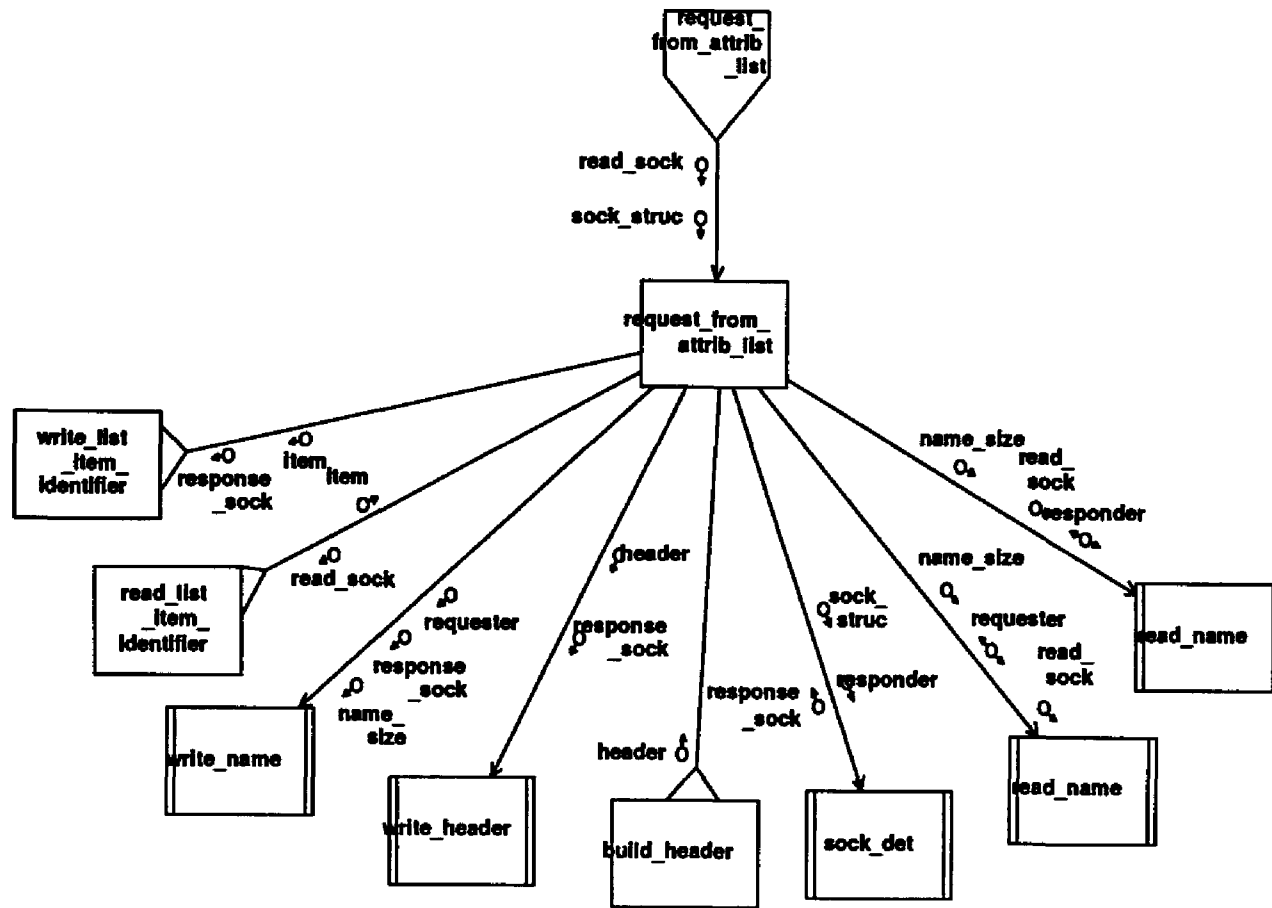 request_
from_attrib
_list
read_sock
sock_struc
request_from_
attrib_list
write_list
_item_
identifier
response
_sock
item_
item
read_list
_item_
identifier
read_sock
requester
response
_sock
name_
size
write_name
header
response
_sock
write_header
header
build_header
response
_sock
sock_
struc
responder
sock_det
name_size
requester
read_
sock
read_name
name_size
read_
sock
responder
read_name